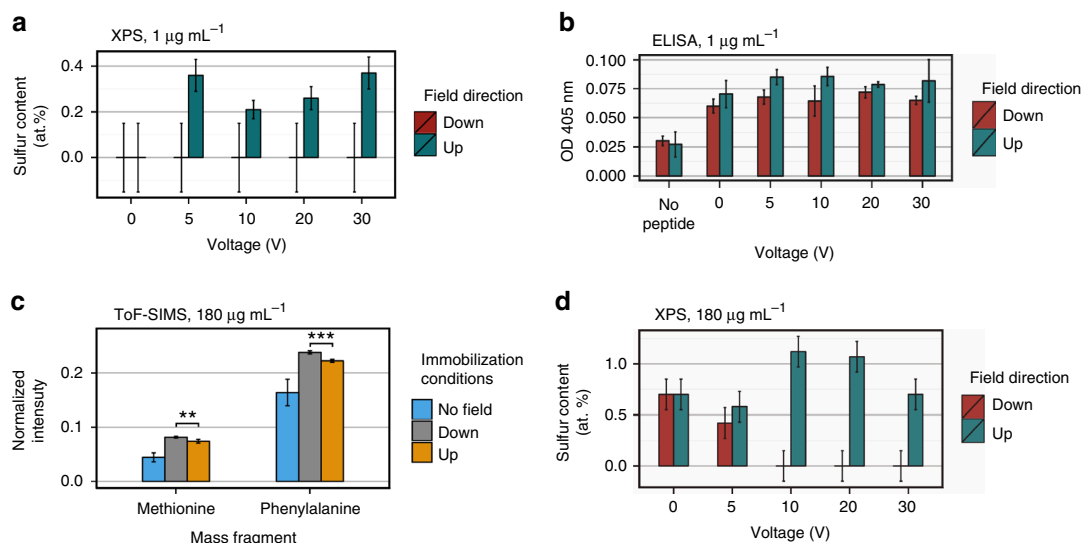 a
XPS, 1 μg mL⁻¹
Sulfur content
(at. %)
0.4
0.2
0.0
0 5 10 20 30
Voltage (V)
Field direction
Down
Up
b
ELISA, 1 μg mL⁻¹
OD 405 nm
0.100
0.075
0.050
0.025
0.000
No
peptide
0 5 10 20 30
Voltage (V)
Field direction
Down
Up
c
ToF-SIMS, 180 μg mL⁻¹
Normalized
intensuty
0.2
0.1
0.0
**
***
Methionine Phenylalanine
Mass fragment
Immobilization
conditions
No field
Down
Up
d
XPS, 180 μg mL⁻¹
Sulfur content
(at. %)
1.0
0.5
0.0
0 5 10 20 30
Voltage (V)
Field direction
Down
Up